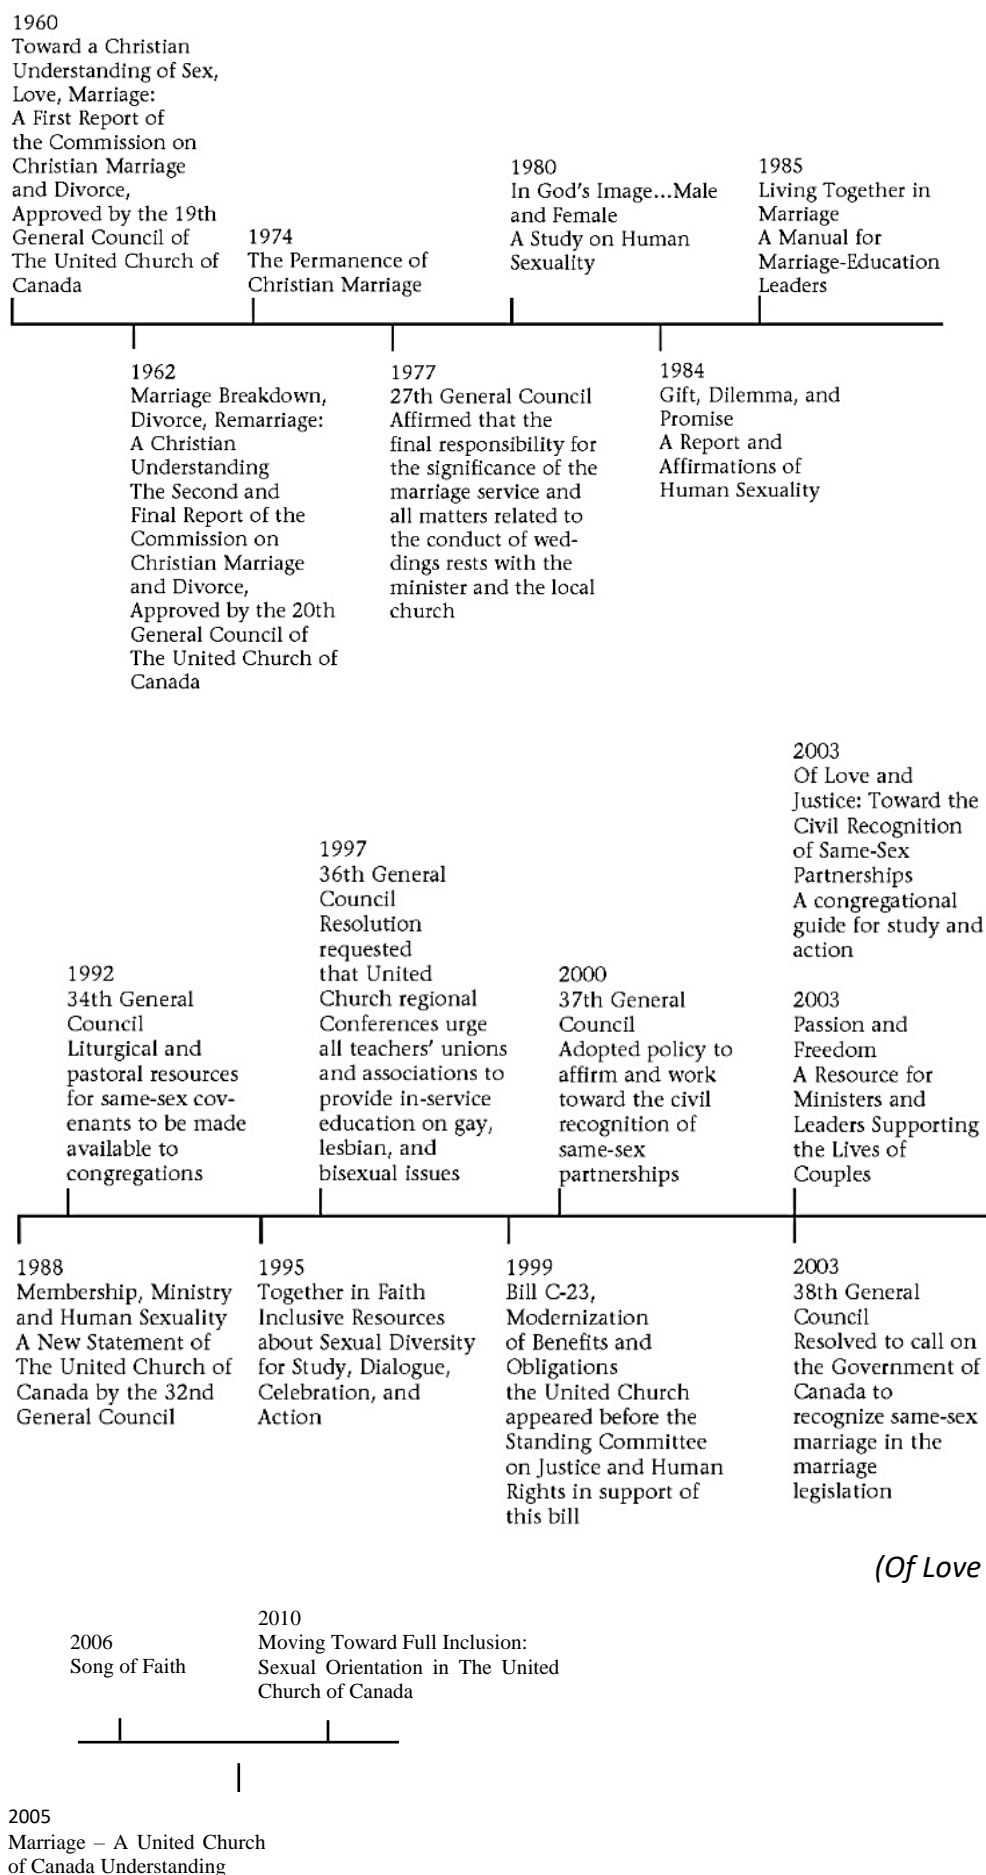 1960
Toward a Christian
Understanding of Sex,
Love, Marriage:
A First Report of
the Commission on
Christian Marriage
and Divorce,
Approved by the 19th
General Council of
The United Church of
Canada
1974
The Permanence of
Christian Marriage
1980
In God's Image...Male
and Female
A Study on Human
Sexuality
1985
Living Together in
Marriage
A Manual for
Marriage-Education
Leaders
1962
Marriage Breakdown,
Divorce, Remarriage:
A Christian
Understanding
The Second and
Final Report of the
Commission on
Christian Marriage
and Divorce,
Approved by the 20th
General Council of
The United Church of
Canada
1977
27th General Council
Affirmed that the
final responsibility for
the significance of the
marriage service and
all matters related to
the conduct of wed-
dings rests with the
minister and the local
church
1984
Gift, Dilemma, and
Promise
A Report and
Affirmations of
Human Sexuality
1992
34th General
Council
Liturgical and
pastoral resources
for same-sex cov-
enants to be made
available to
congregations
1997
36th General
Council
Resolution
requested
that United
Church regional
Conferences urge
all teachers' unions
and associations to
provide in-service
education on gay,
lesbian, and
bisexual issues
2000
37th General
Council
Adopted policy to
affirm and work
toward the civil
recognition of
same-sex
partnerships
2003
Of Love and
Justice: Toward the
Civil Recognition
of Same-Sex
Partnerships
A congregational
guide for study and
action
2003
Passion and
Freedom
A Resource for
Ministers and
Leaders Supporting
the Lives of
Couples
1988
Membership, Ministry
and Human Sexuality
A New Statement of
The United Church of
Canada by the 32nd
General Council
1995
Together in Faith
Inclusive Resources
about Sexual Diversity
for Study, Dialogue,
Celebration, and
Action
1999
Bill C-23,
Modernization
of Benefits and
Obligations
the United Church
appeared before the
Standing Committee
on Justice and Human
Rights in support of
this bill
2003
38th General
Council
Resolved to call on
the Government of
Canada to
recognize same-sex
marriage in the
marriage
legislation
(Of Love
2006
Song of Faith
2010
Moving Toward Full Inclusion:
Sexual Orientation in The United
Church of Canada
2005
Marriage – A United Church
of Canada Understanding